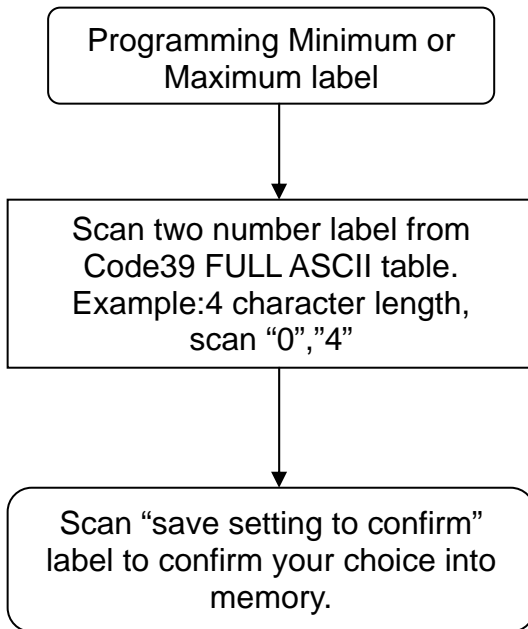 Programming Minimum or
Maximum label
Scan two number label from
Code39 FULL ASCII table.
Example:4 character length,
scan “0”,”4”
Scan “save setting to confirm”
label to confirm your choice into
memory.